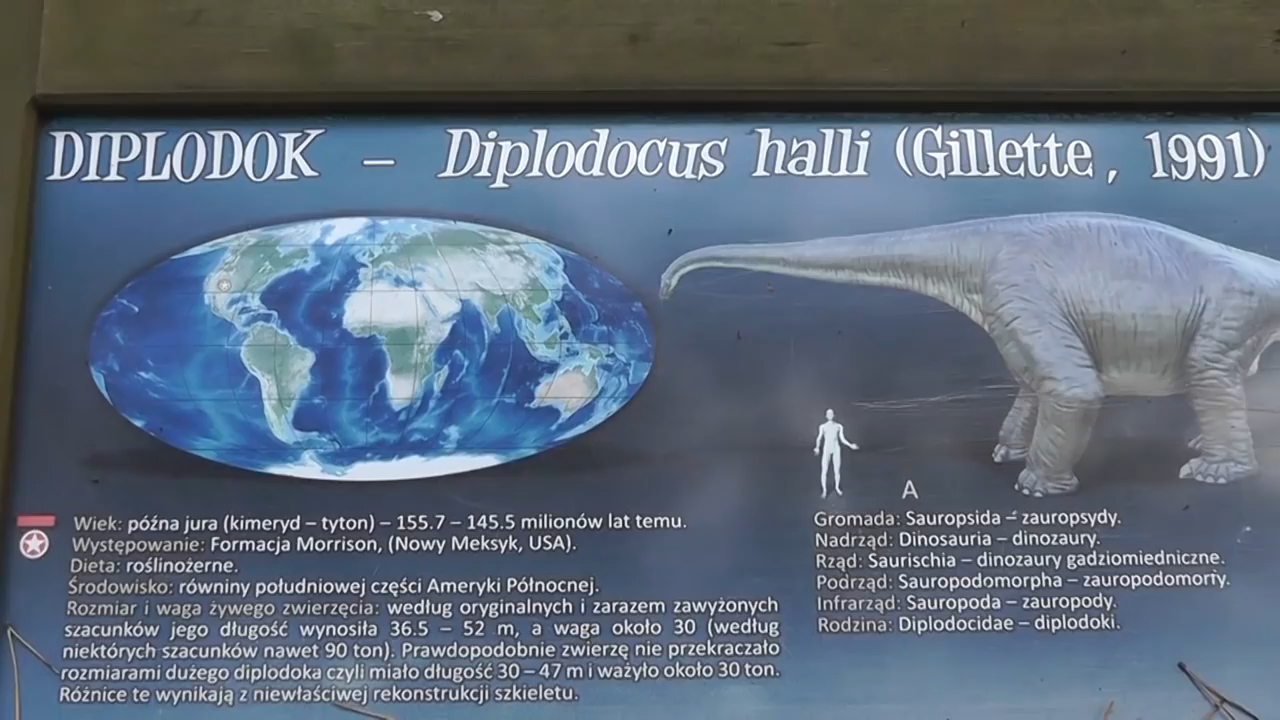 DIPLODOK – Diplodocus halli (Gillette, 1991)
Wiek: późna jura (kimeryd – tyton) – 155.7 – 145.5 milionów lat temu.
Występowanie: Formacja Morrison, (Nowy Meksyk, USA).
Dieta: roślinożerne.
Środowisko: równiny południowej części Ameryki Północnej.
Rozmiar i waga żywego zwierzęcia: według oryginalnych i zarazem zawyżonych
szacunków jego długość wynosiła 36.5 – 52 m, a waga około 30 (według
niektórych szacunków nawet 90 ton). Prawdopodobnie zwierzę nie przekraczało
rozmiarami dużego diplodoka czyli miało długość 30 – 47 m i ważyło około 30 ton.
Różnice te wynikają z niewłaściwej rekonstrukcji szkieletu.
A
Gromada: Sauropsida – zauropsydy.
Nadrząd: Dinosauria – dinozaury.
Rząd: Saurischia – dinozaury gadziomiedniczne.
Podrząd: Sauropodomorpha – zauropodomorfy.
Infrarząd: Sauropoda – zauropody.
Rodzina: Diplodocidae – diplodoki.